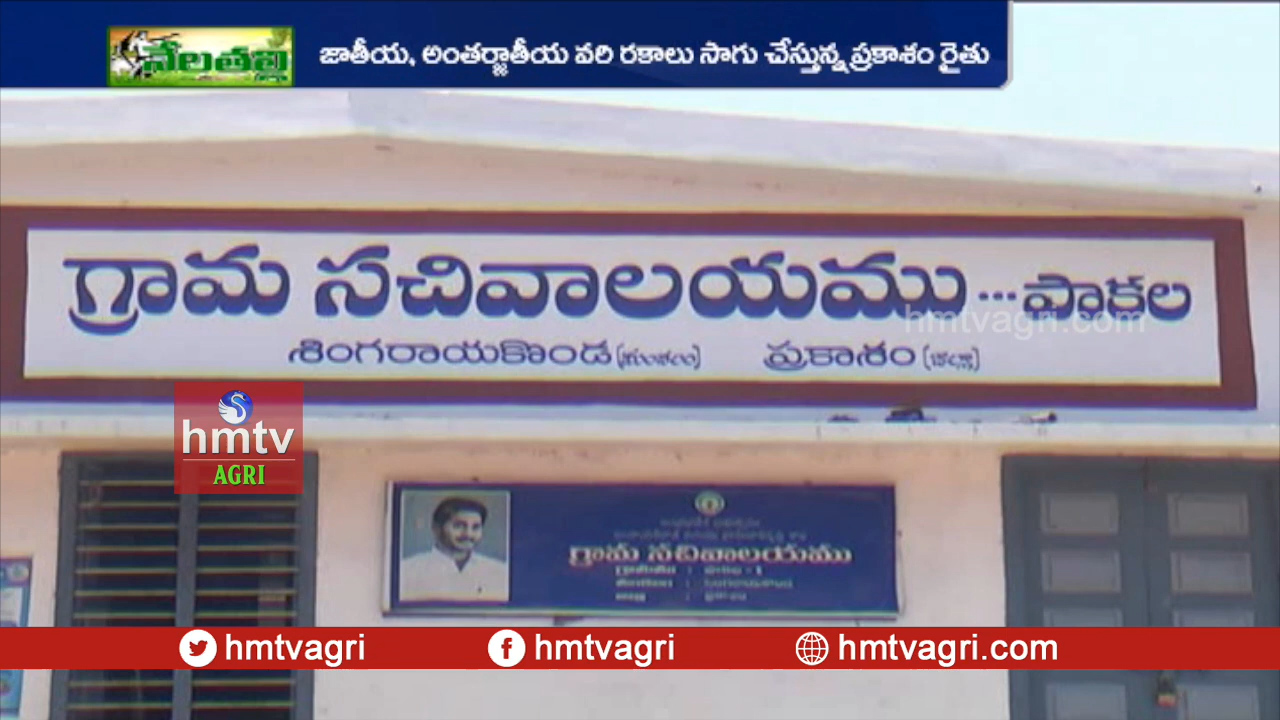 నేలతల్లి
జాతీయ, అంతర్జాతీయ వరి రకాలు సాగు చేస్తున్న ప్రకాశం రైతు
గ్రామ సచివాలయము ... పాకల
hmtvagri.com
శింగరాయకొండ (మండలం) ప్రకాశం (జిల్లా)
hmtv
AGRI
గ్రామ సచివాలయము
hmtvagri hmtvagri hmtvagri.com